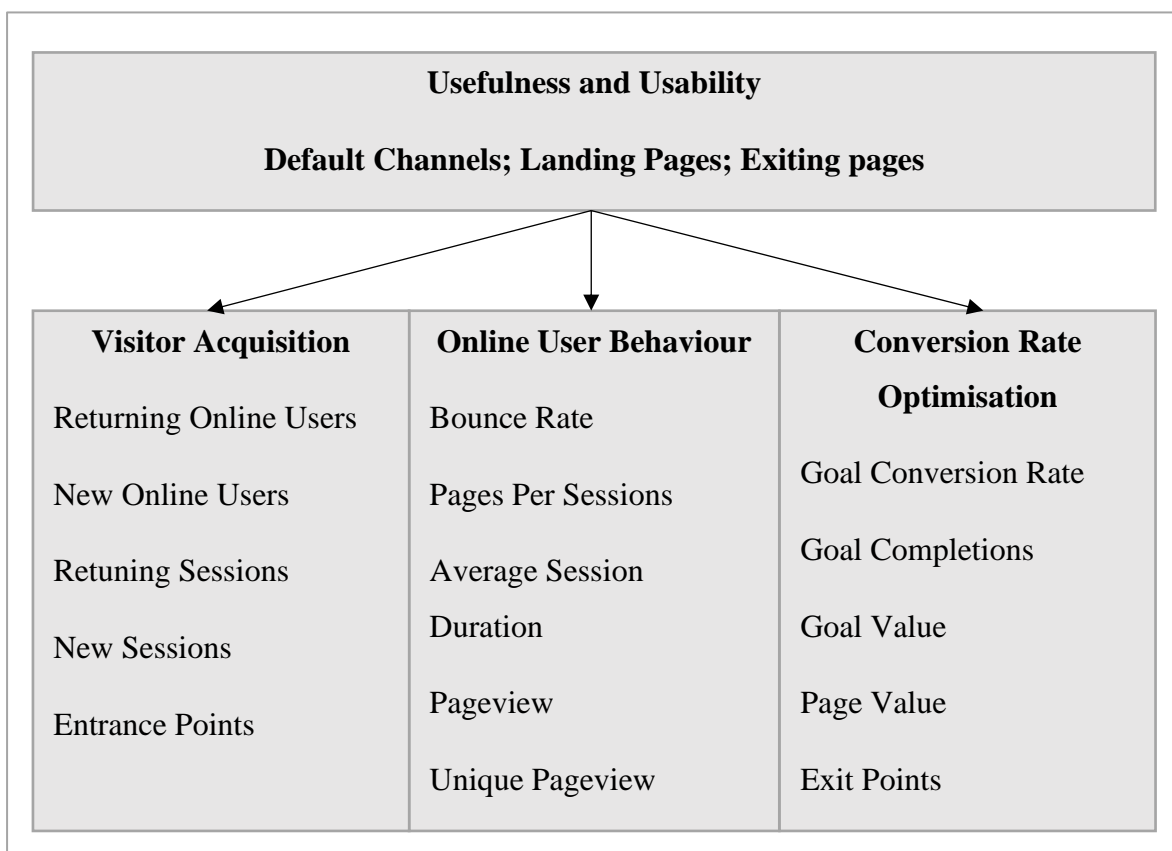 Usefulness and Usability
Default Channels; Landing Pages; Exiting pages
Visitor Acquisition
Returning Online Users
New Online Users
Retuning Sessions
New Sessions
Entrance Points
Online User Behaviour
Bounce Rate
Pages Per Sessions
Average Session
Duration
Pageview
Unique Pageview
Conversion Rate
Optimisation
Goal Conversion Rate
Goal Completions
Goal Value
Page Value
Exit Points